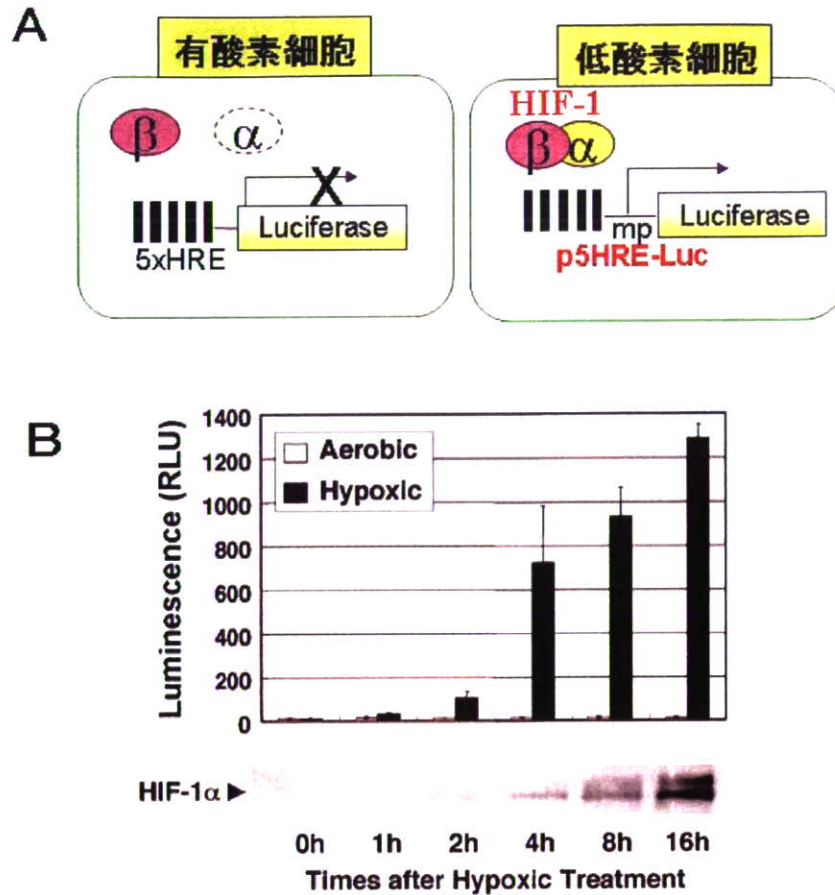 A
有酸素細胞
低酸素細胞
HIF-1
β
α
β
α
X
Luciferase
5xHRE
mp
Luciferase
p5HRE-Luc
B
Luminescence (RLU)
1400
1200
1000
800
600
400
200
0
Aerobic
Hypoxic
HIF-1α
0h 1h 2h 4h 8h 16h
Times after Hypoxic Treatment